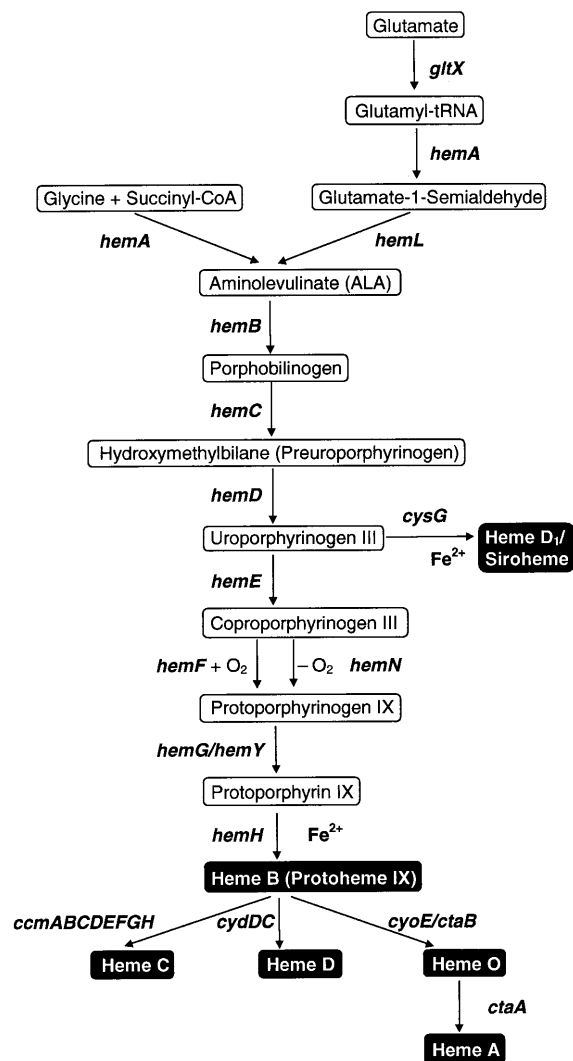 Glutamate
gltX
Glutamyl-tRNA
hemA
Glycine + Succinyl-CoA
Glutamate-1-Semialdehyde
hemA
hemL
Aminolevulinate (ALA)
hemB
Porphobilinogen
hemC
Hydroxymethylbilane (Preuroporphyrinogen)
hemD
cysG
Uroporphyrinogen III
Heme D₁/
Siroheme
Fe²⁺
hemE
Coproporphyrinogen III
hemF + O₂
– O₂ hemN
Protoporphyrinogen IX
hemG/hemY
Protoporphyrin IX
hemH
Fe²⁺
Heme B (Protoheme IX)
ccmABCDEFGH
cydDC
cyoE/ctaB
Heme C
Heme D
Heme O
ctaA
Heme A